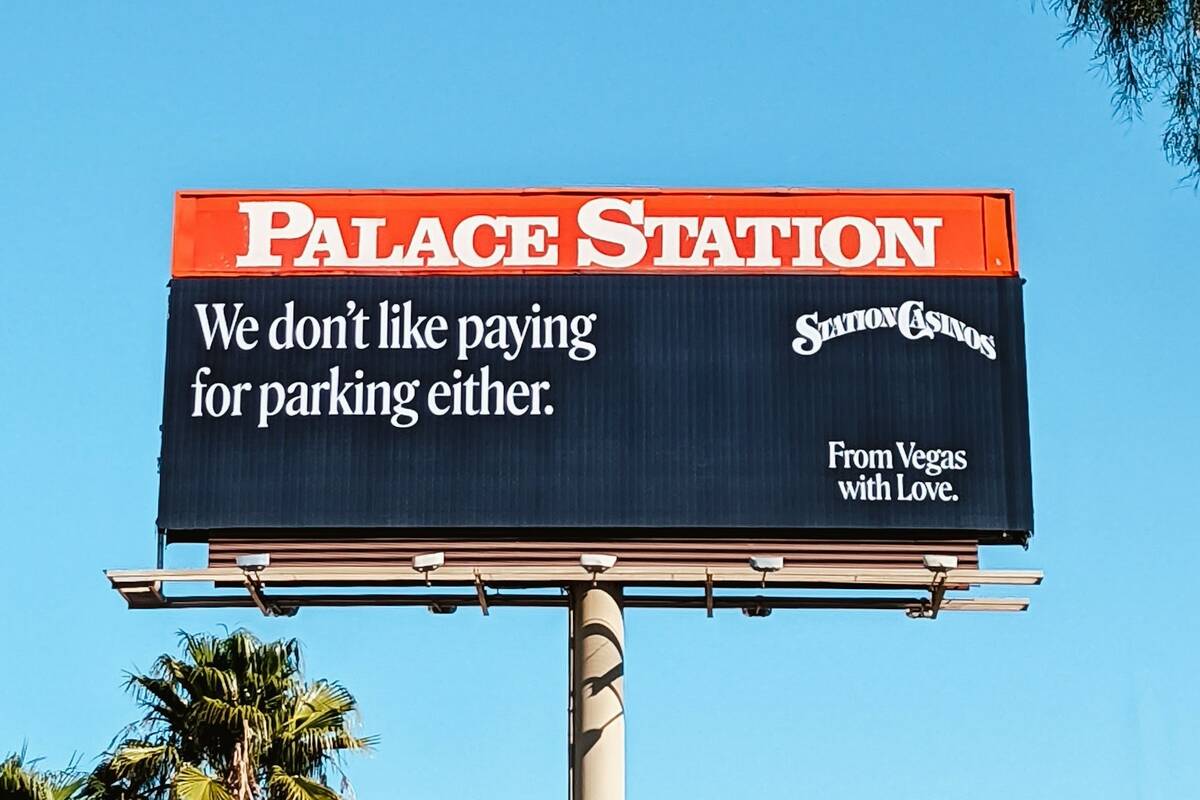 PALACE STATION
We don't like paying
for parking either.
STATION CASINOS
From Vegas
with Love.